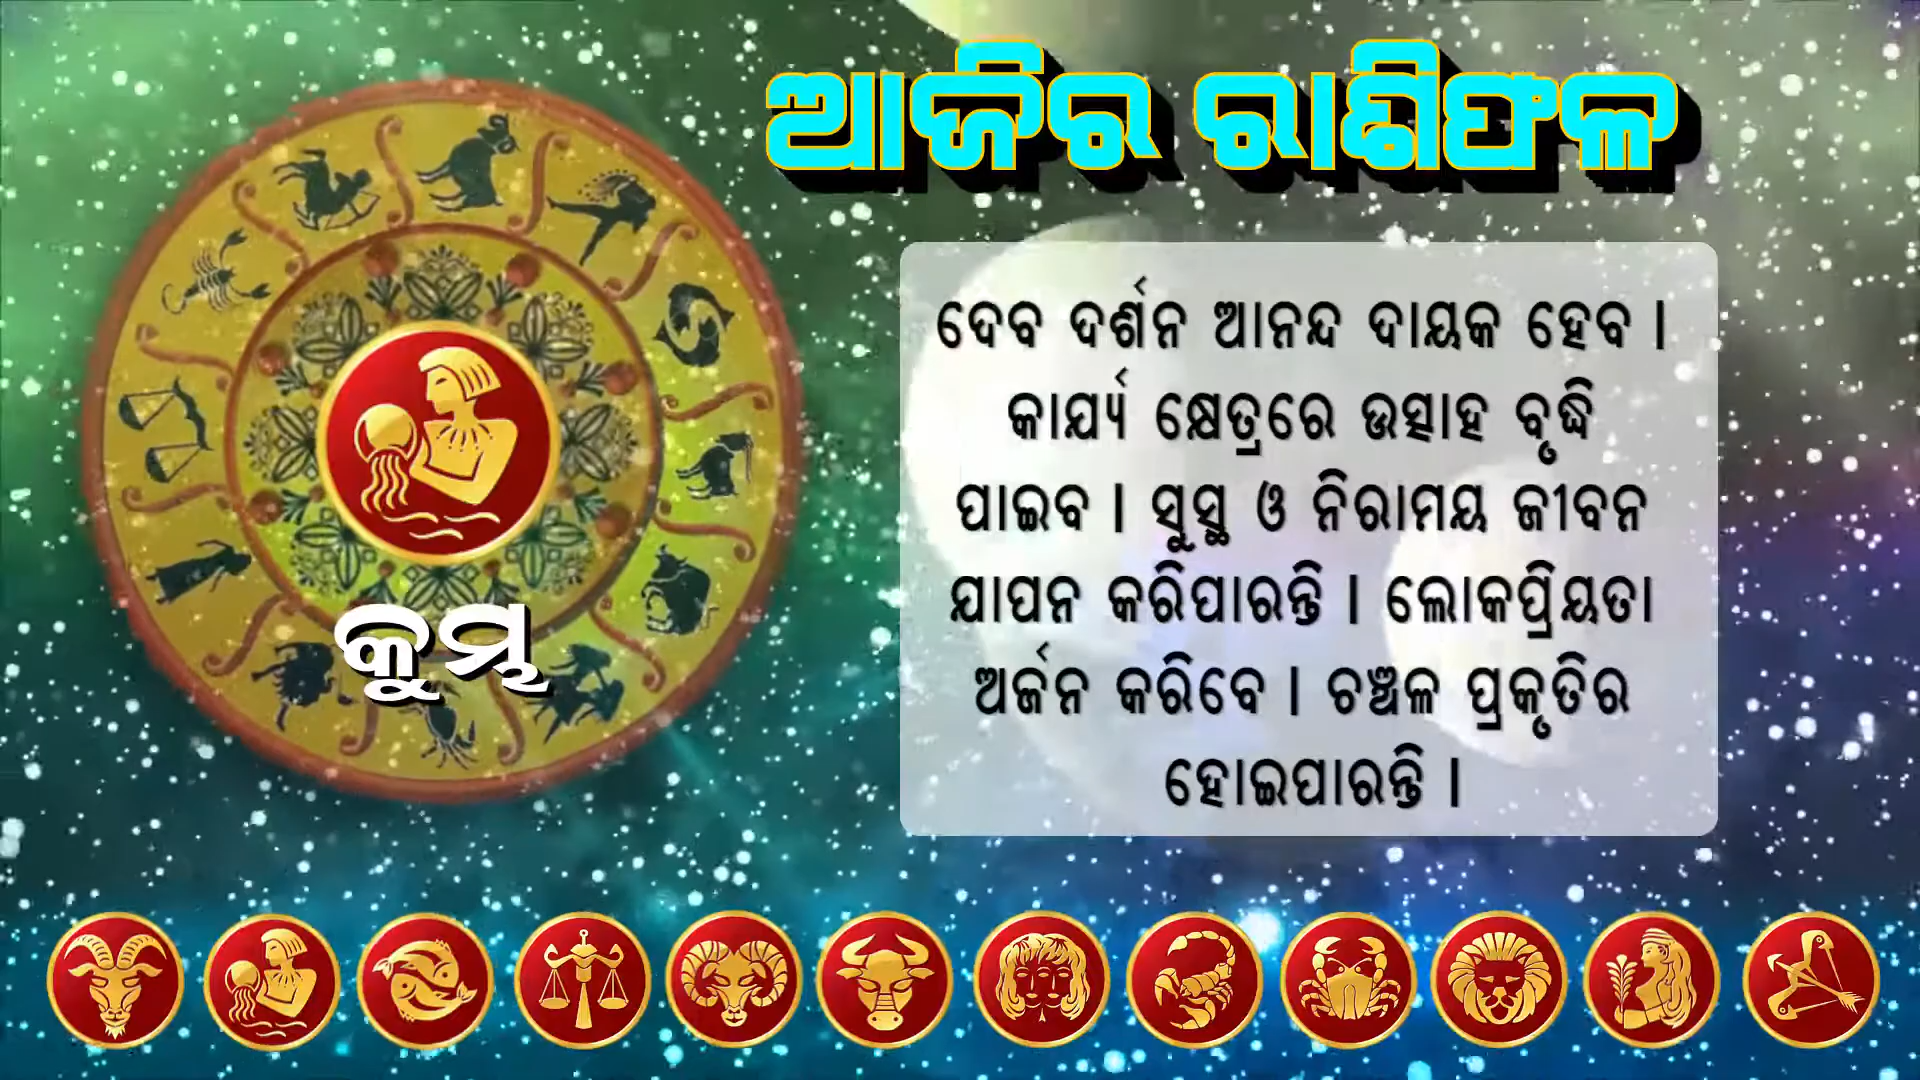 ଆଜିର ରାଶିଫଳ
ଦେବ ଦର୍ଶନ ଆନନ୍ଦ ଦାୟକ ହେବ ।
କାର୍ଯ୍ୟ କ୍ଷେତ୍ରରେ ଉତ୍ସାହ ବୃଦ୍ଧି
ପାଇବ । ସୁସ୍ଥ ଓ ନିରାମୟ ଜୀବନ
ଯାପନ କରିପାରନ୍ତି । ଲୋକପ୍ରିୟତା
ଅର୍ଜନ କରିବେ । ଚଞ୍ଚଳ ପ୍ରକୃତିର
ହୋଇପାରନ୍ତି ।
କୁମ୍ଭ